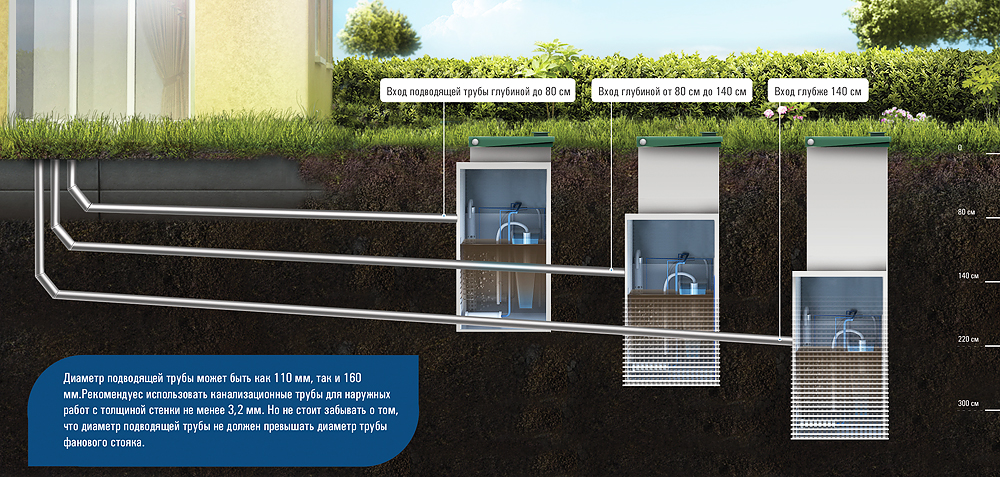 Вход подводящей трубы глубиной до 80 см
Вход глубиной от 80 см до 140 см
Вход глубже 140 см
0
80 см
140 см
220 см
300 см
Диаметр подводящей трубы может быть как 110 мм, так и 160
мм.Рекомендуес использовать канализационные трубы для наружных
работ с толщиной стенки не менее 3,2 мм. Но не стоит забывать о том,
что диаметр подводящей трубы не должен превышать диаметр трубы
фанового стояка.